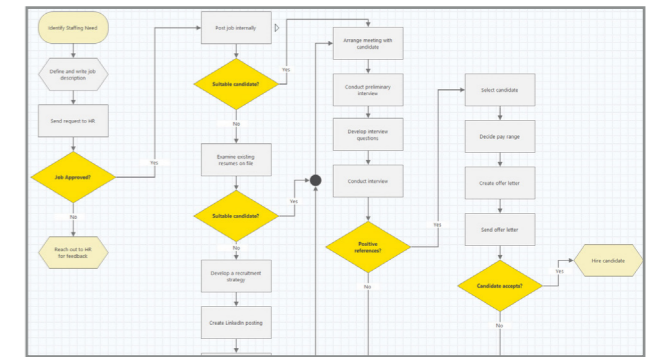 Identify Staffing Need
Define and write job
description
Send request to HR
Job Approved?
Yes
No
Reach out to HR
for feedback
Post job internally
Suitable candidate?
Yes
No
Examine existing
resumes on file
Suitable candidate?
Yes
No
Develop a recruitment
strategy
Create LinkedIn posting
Arrange meeting with
candidate
Conduct preliminary
interview
Develop interview
questions
Conduct interview
Positive
references?
Yes
No
Select candidate
Decide pay range
Create offer letter
Send offer letter
Candidate accepts?
Yes
No
Hire candidate